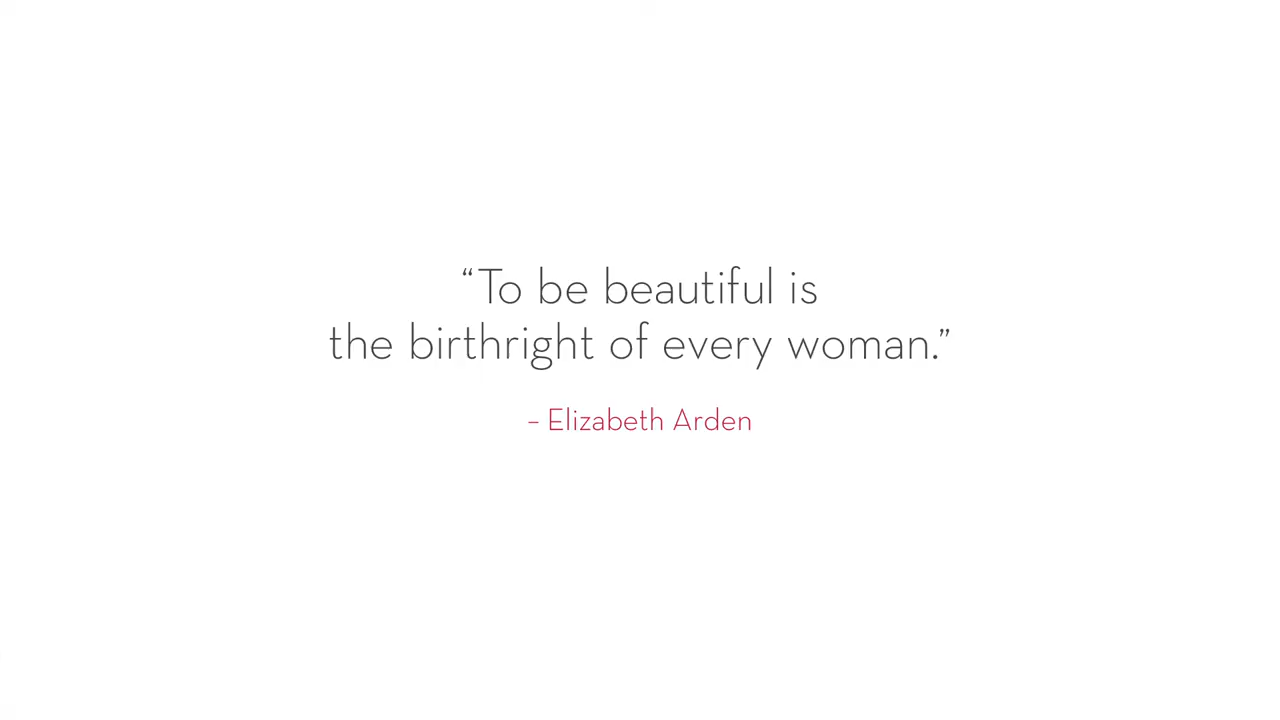 “To be beautiful is
the birthright of every woman.”
– Elizabeth Arden